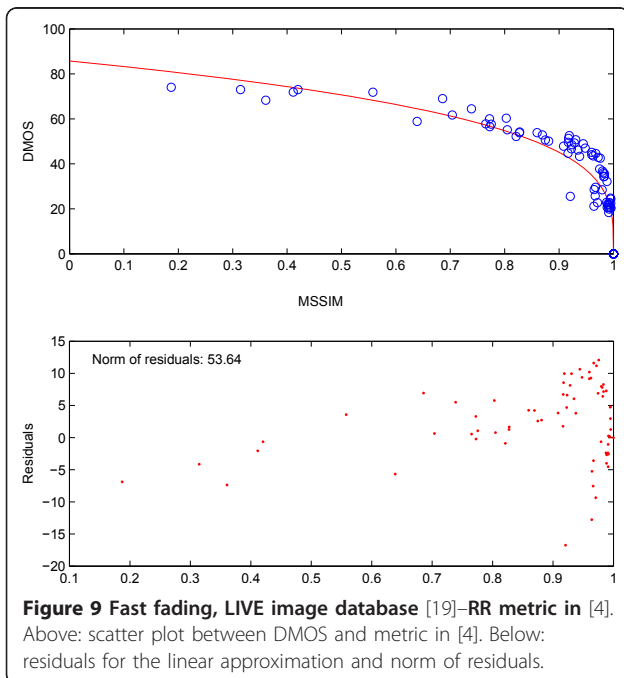 100
80
60
40
20
0
DMOS
0 0.1 0.2 0.3 0.4 0.5 0.6 0.7 0.8 0.9 1
MSSIM
15
10
5
0
−5
−10
−15
−20
Residuals
Norm of residuals: 53.64
0.1 0.2 0.3 0.4 0.5 0.6 0.7 0.8 0.9 1
Figure 9 Fast fading, LIVE image database [19]–RR metric in [4].
Above: scatter plot between DMOS and metric in [4]. Below:
residuals for the linear approximation and norm of residuals.